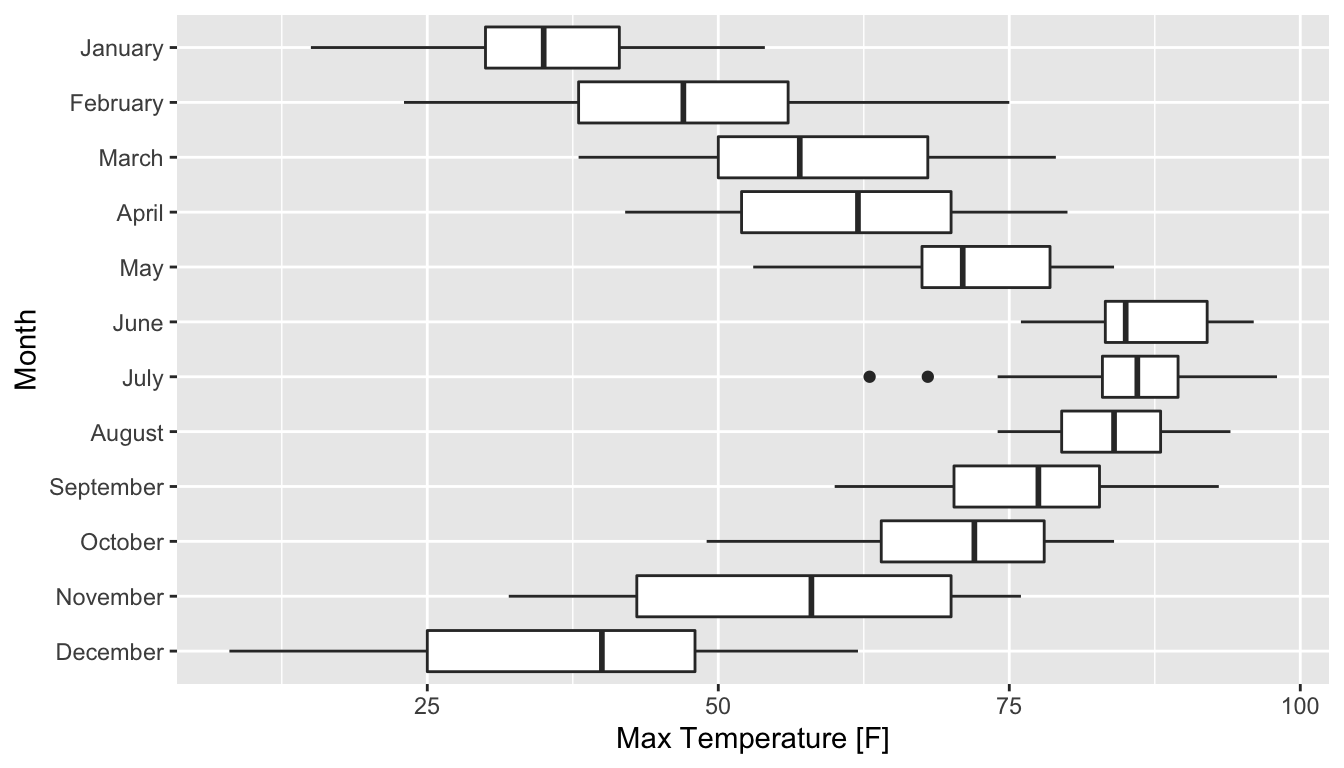 January
February
March
April
May
June
July
August
September
October
November
December
Month
25 50 75 100
Max Temperature [F]